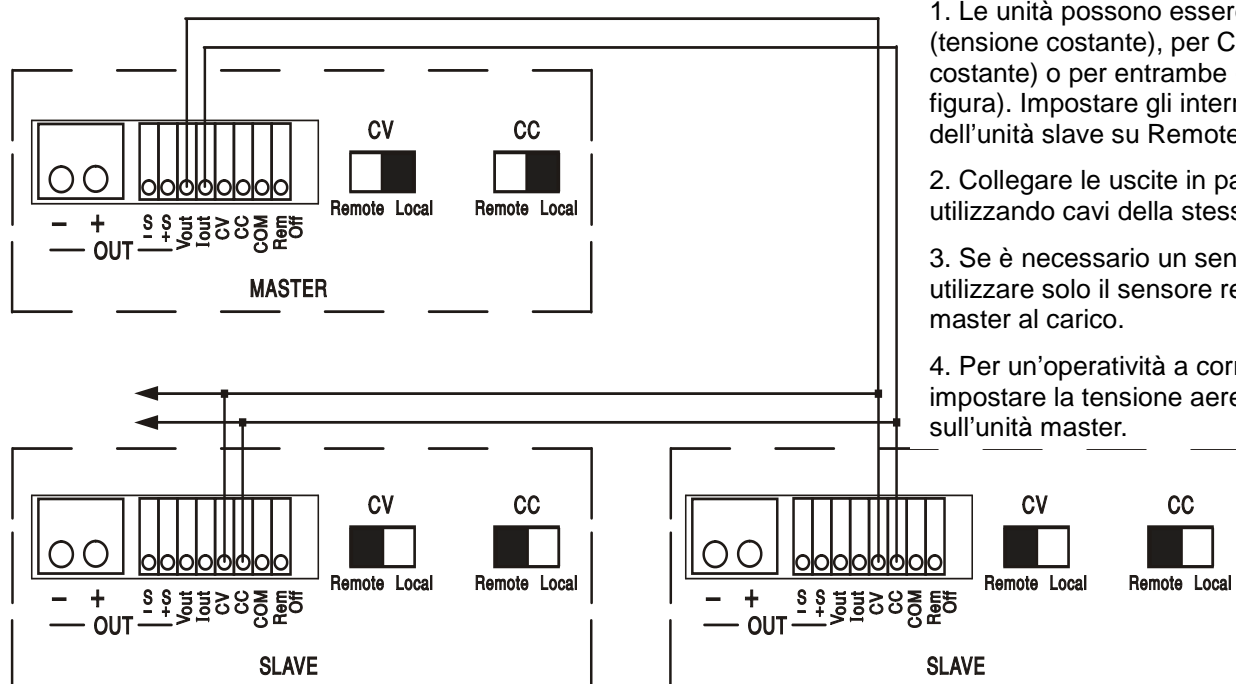 1. Le unità possono esser
(tensione costante), per C
costante) o per entrambe
figura). Impostare gli interr
dell'unità slave su Remote
2. Collegare le uscite in pa
utilizzando cavi della stess
3. Se è necessario un sen
utilizzare solo il sensore re
master al carico.
4. Per un'operatività a corr
impostare la tensione aere
sull'unità master.
CV CC
Remote Local Remote Local
- + -S +S Vout Iout CV CC COM Rem Off
OUT
MASTER
CV CC
Remote Local Remote Local
- + -S +S Vout Iout CV CC COM Rem Off
OUT
SLAVE
CV CC
Remote Local Remote Local
- + -S +S Vout Iout CV CC COM Rem Off
OUT
SLAVE